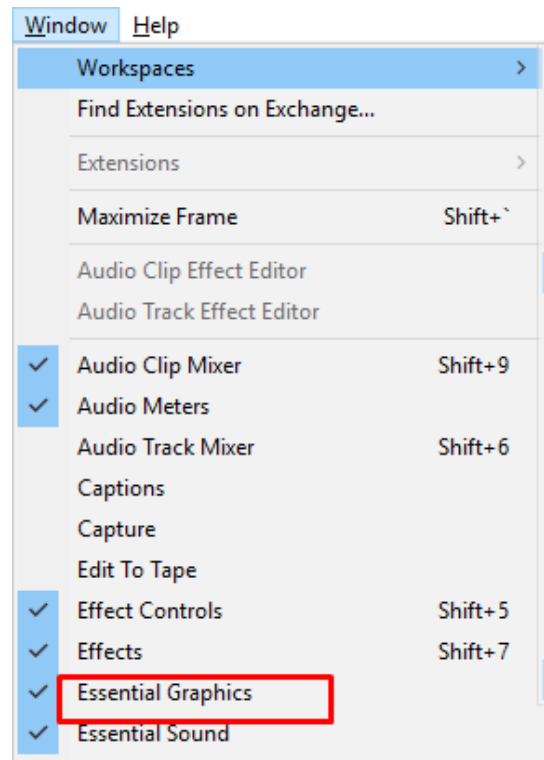 Window Help
Workspaces >
Find Extensions on Exchange...
Extensions >
Maximize Frame Shift+`
Audio Clip Effect Editor
Audio Track Effect Editor
Audio Clip Mixer Shift+9
Audio Meters
Audio Track Mixer Shift+6
Captions
Capture
Edit To Tape
Effect Controls Shift+5
Effects Shift+7
Essential Graphics
Essential Sound